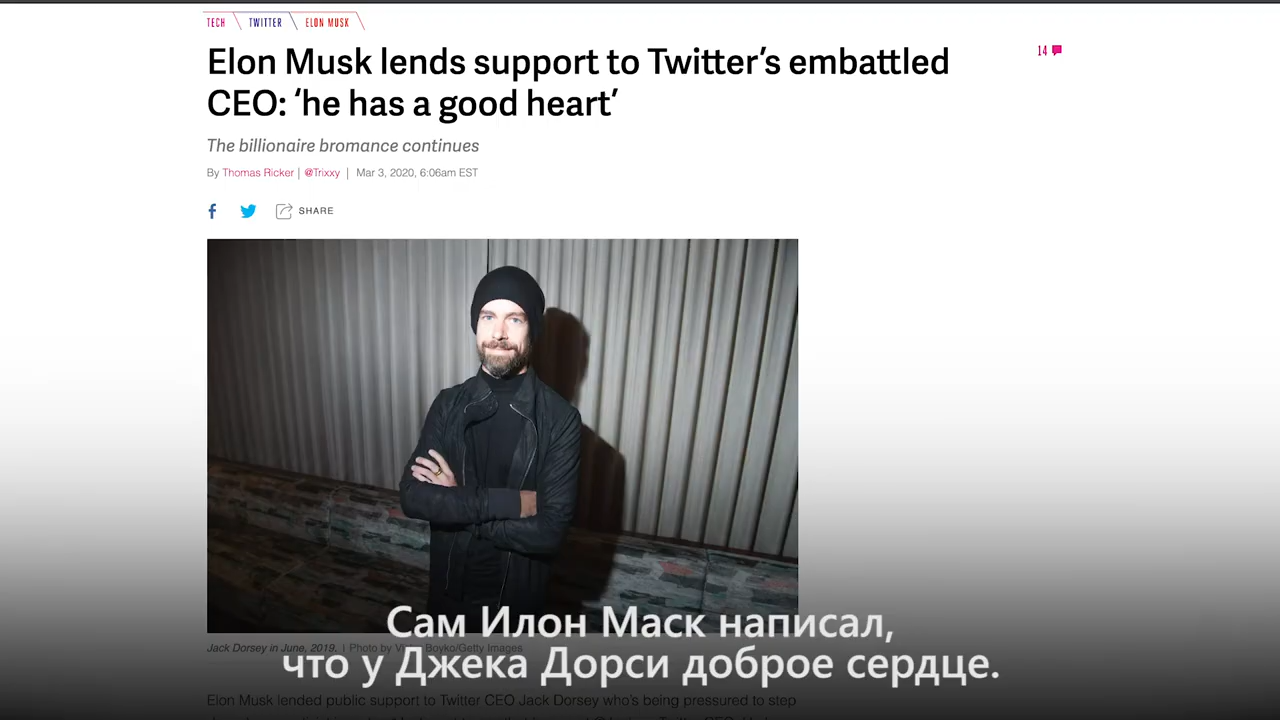 TECH TWITTER ELON MUSK
Elon Musk lends support to Twitter’s embattled
CEO: ‘he has a good heart’
14
The billionaire bromance continues
By Thomas Ricker | @Trixxy | Mar 3, 2020, 6:06am EST
SHARE
Сам Илон Маск написал,
Jack Dorsey in June, 2019. | Photo by Boyko/Getty Images
что у Джека Дорси доброе сердце.
Elon Musk lended public support to Twitter CEO Jack Dorsey who’s being pressured to step